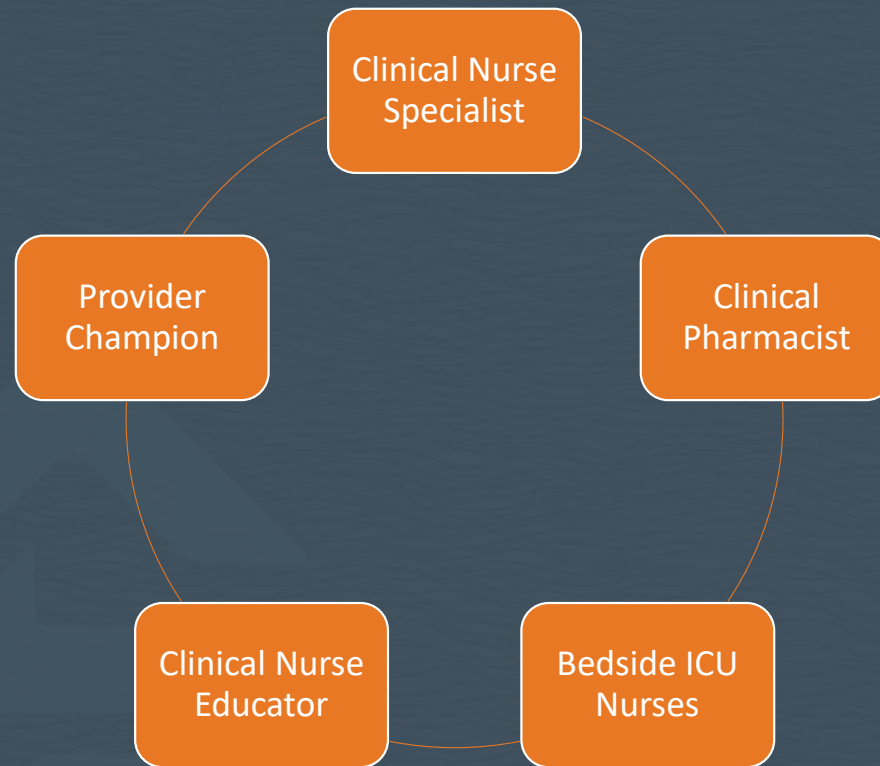 Clinical Nurse
Specialist
Provider
Champion
Clinical
Pharmacist
Clinical Nurse
Educator
Bedside ICU
Nurses